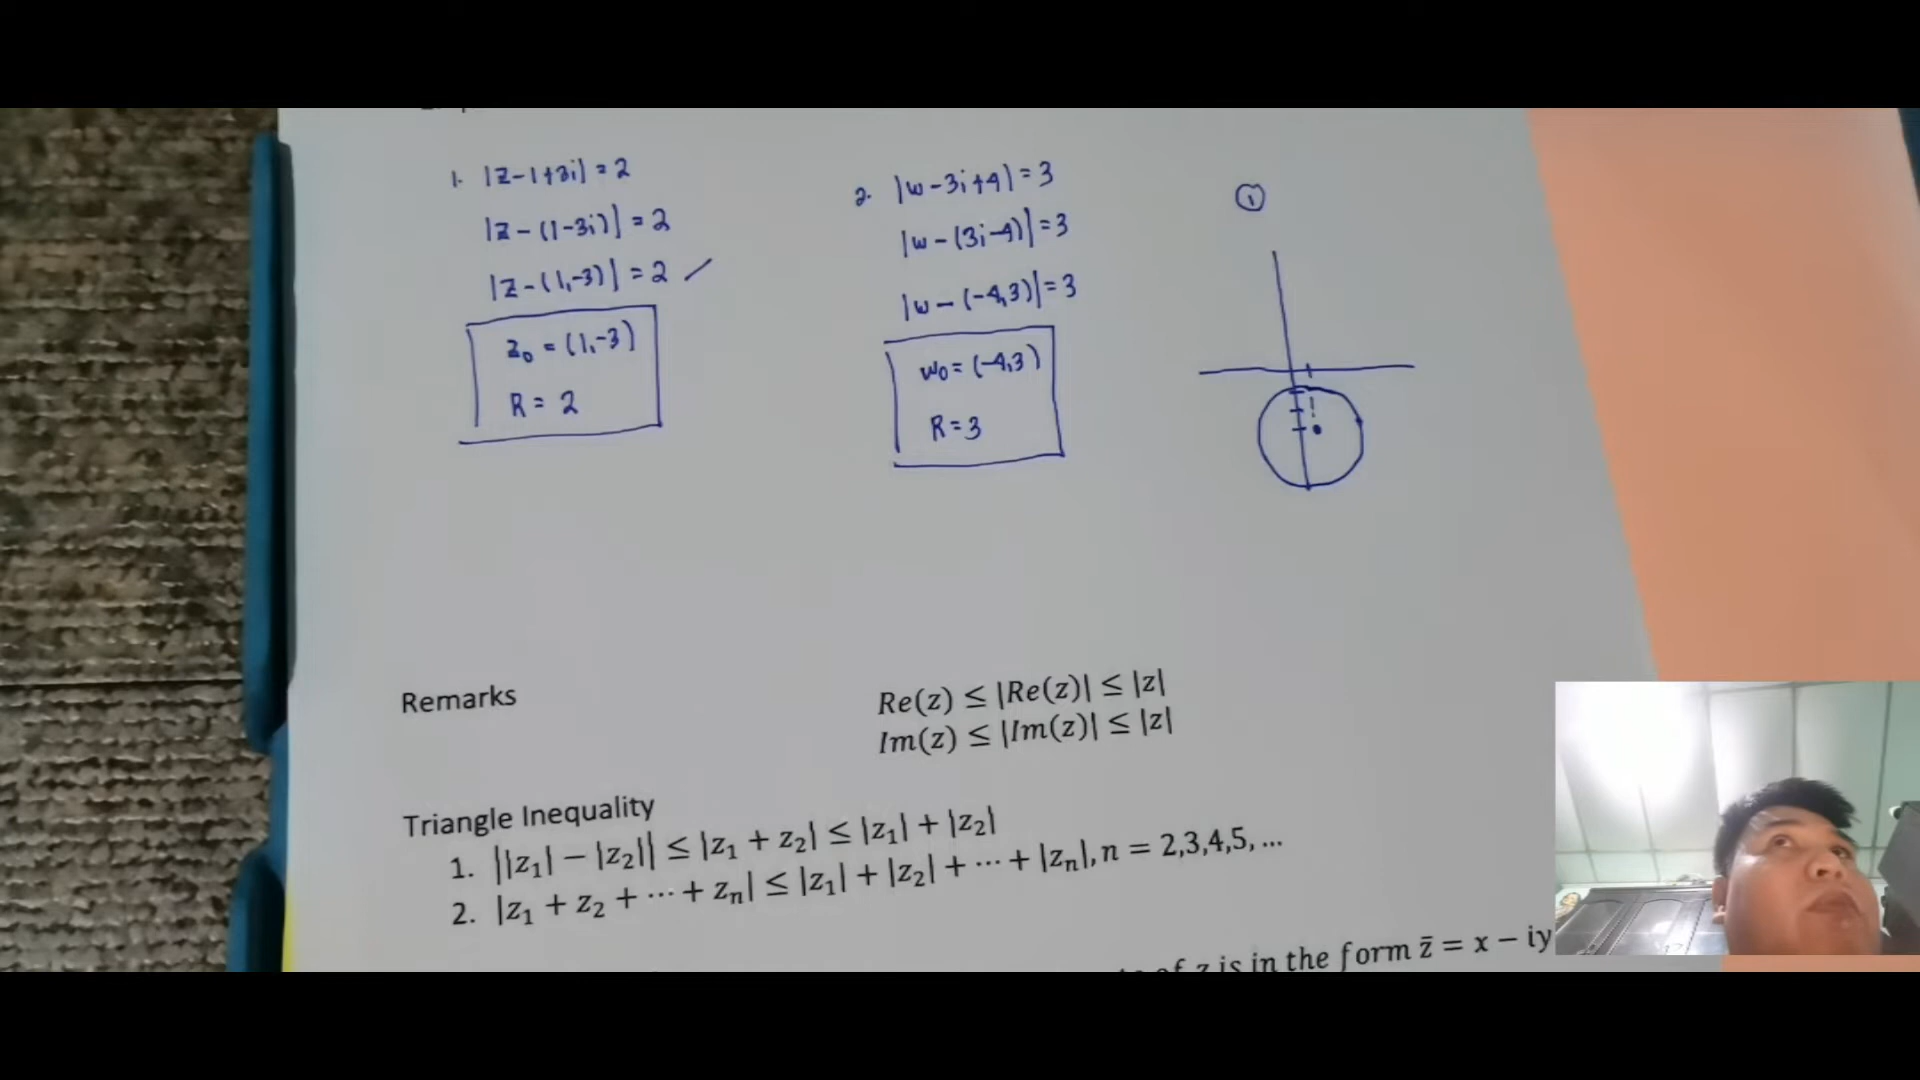 1. |z-1+3i| = 2
|z-(1-3i)| = 2
|z-(1,-3)| = 2
z₀ = (1,-3)
R = 2
2. |w-3i+4| = 3
|w-(3i-4)| = 3
|w-(-4,3)| = 3
w₀ = (-4,3)
R = 3
1
Remarks
Re(z) ≤ |Re(z)| ≤ |z|
Im(z) ≤ |Im(z)| ≤ |z|
Triangle Inequality
1. ||z₁| − |z₂|| ≤ |z₁ + z₂| ≤ |z₁| + |z₂|
2. |z₁ + z₂ + ⋯ + zₙ| ≤ |z₁| + |z₂| + ⋯ + |zₙ|, n = 2,3,4,5, ...
of z is in the form z̄ = x − iy